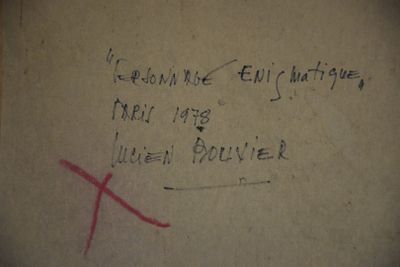 "PERSONNAGE ENigmatique"
PARIS 1978
LUCIEN BOUVIER